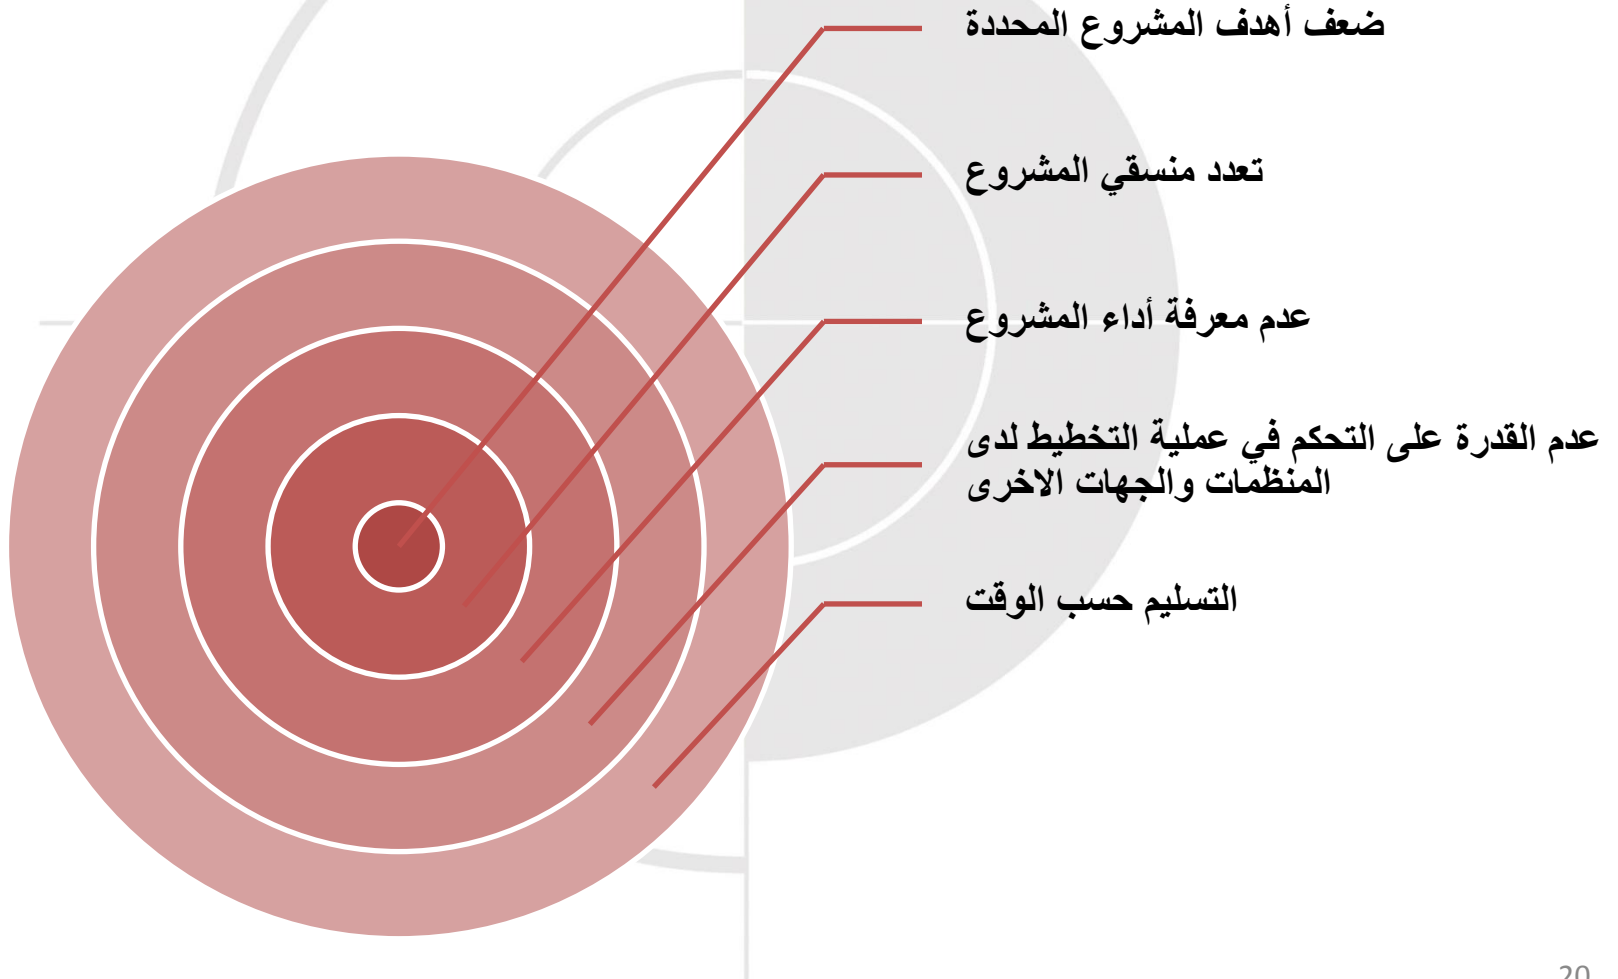 ضعف أهدف المشروع المحددة
تعدد منسقي المشروع
عدم معرفة أداء المشروع
عدم القدرة على التحكم في عملية التخطيط لدى
المنظمات والجهات الاخرى
التسليم حسب الوقت
20